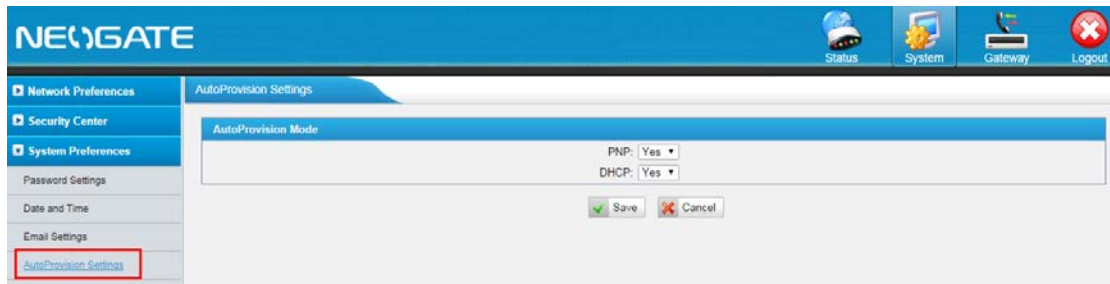 NEOGATE
Status
System
Gateway
Logout
Network Preferences
AutoProvision Settings
Security Center
AutoProvision Mode
System Preferences
PNP: Yes
DHCP: Yes
Password Settings
Save
Cancel
Date and Time
Email Settings
AutoProvision Settings